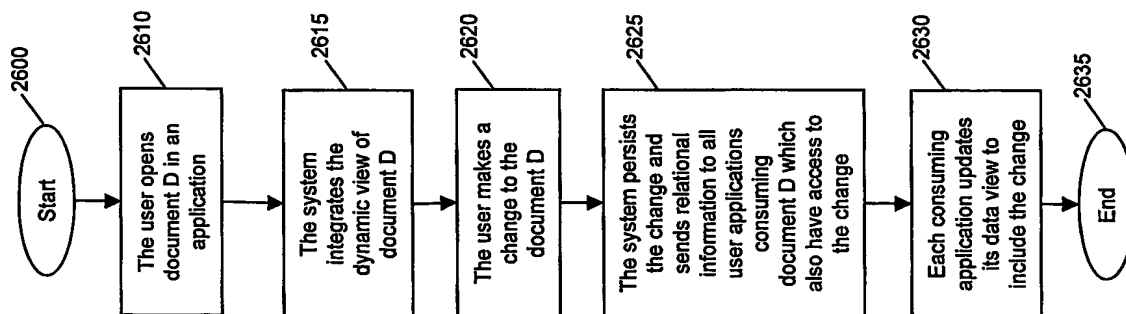 2600
Start
2610
The user opens
document D in an
application
2615
The system
integrates the
dynamic view of
document D
2620
The user makes a
change to the
document D
2625
The system persists
the change and
sends relational
information to all
user applications
consuming
document D which
also have access to
the change
2630
Each consuming
application updates
its data view to
include the change
2635
End